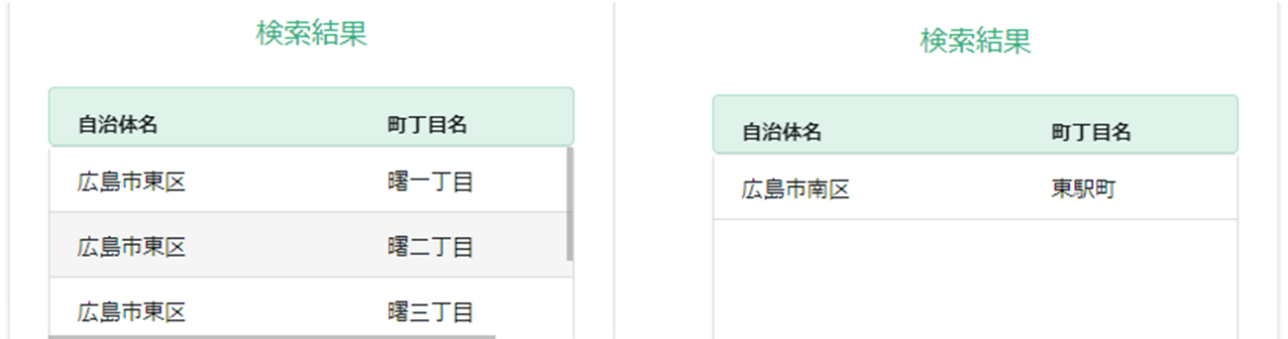 検索結果
自治体名 町丁目名
広島市東区 曙一丁目
広島市東区 曙二丁目
広島市東区 曙三丁目
検索結果
自治体名 町丁目名
広島市南区 東駅町